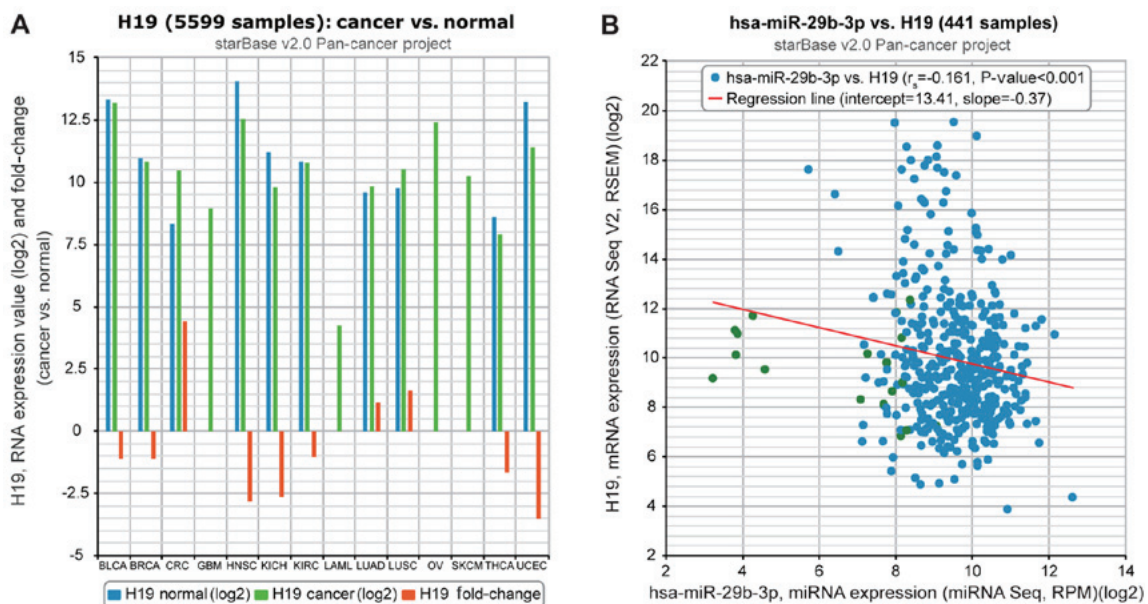 A
H19 (5599 samples): cancer vs. normal
starBase v2.0 Pan-cancer project
H19, RNA expression value (log2) and fold-change
(cancer vs. normal)
15
12.5
10
7.5
5
2.5
0
-2.5
-5
BLCA BRCA CRC GBM HNSC KICH KIRC LAML LUAD LUSC OV SKCM THCA UCEC
H19 normal (log2) H19 cancer (log2) H19 fold-change
B
hsa-miR-29b-3p vs. H19 (441 samples)
starBase v2.0 Pan-cancer project
hsa-miR-29b-3p vs. H19 (rs=-0.161, P-value<0.001
Regression line (intercept=13.41, slope=-0.37)
H19, mRNA expression (RNA Seq V2, RSEM)(log2)
22
20
18
16
14
12
10
8
6
4
2
2 4 6 8 10 12 14
hsa-miR-29b-3p, miRNA expression (miRNA Seq, RPM)(log2)